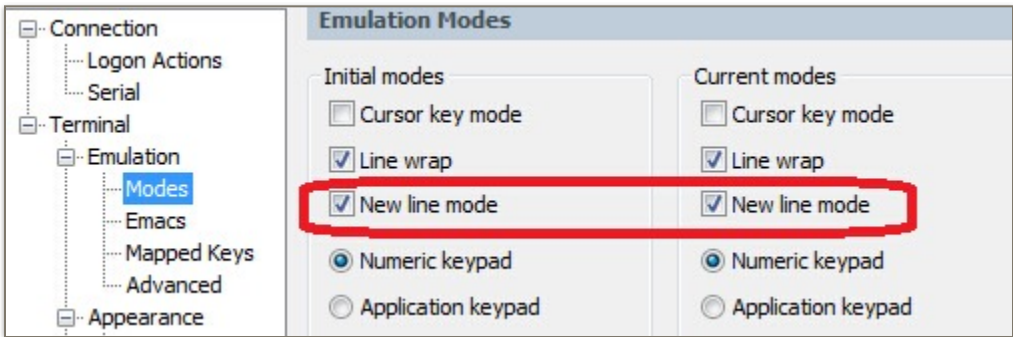 Connection
Logon Actions
Serial
Terminal
Emulation
Modes
Emacs
Mapped Keys
Advanced
Appearance
Emulation Modes
Initial modes
Cursor key mode
Line wrap
New line mode
Numeric keypad
Application keypad
Current modes
Cursor key mode
Line wrap
New line mode
Numeric keypad
Application keypad